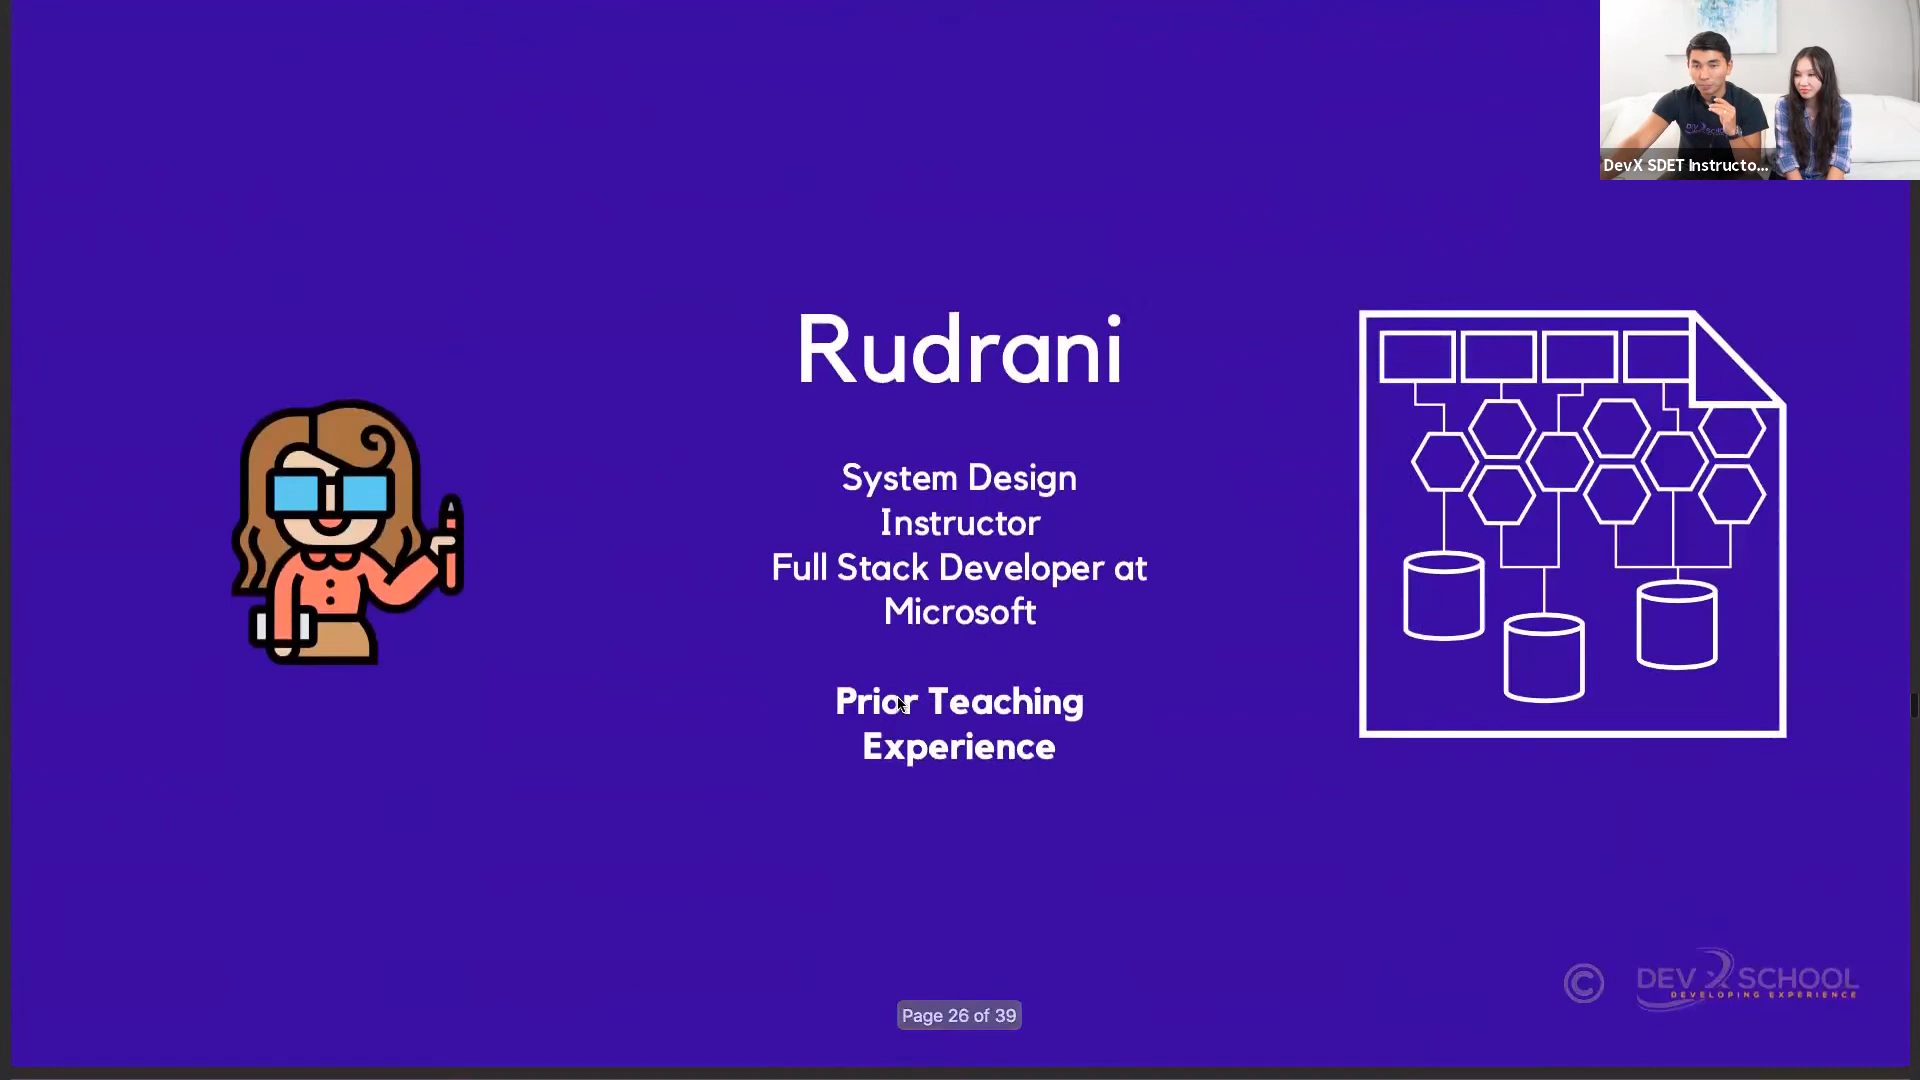 DevX SDET Instructo...
Rudrani
System Design
Instructor
Full Stack Developer at
Microsoft
Prior Teaching
Experience
© DEV X SCHOOL
DEVELOPING EXPERIENCE
Page 26 of 39